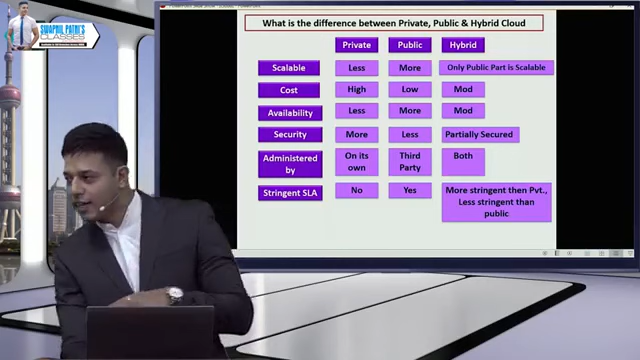 SWAPNIL PATNI'S
CLASSES
What is the difference between Private, Public & Hybrid Cloud
Private Public Hybrid
Scalable Less More Only Public Part is Scalable
Cost High Low Mod
Availability Less More Mod
Security More Less Partially Secured
Administered by On its own Third Party Both
Stringent SLA No Yes More stringent then Pvt., Less stringent than public